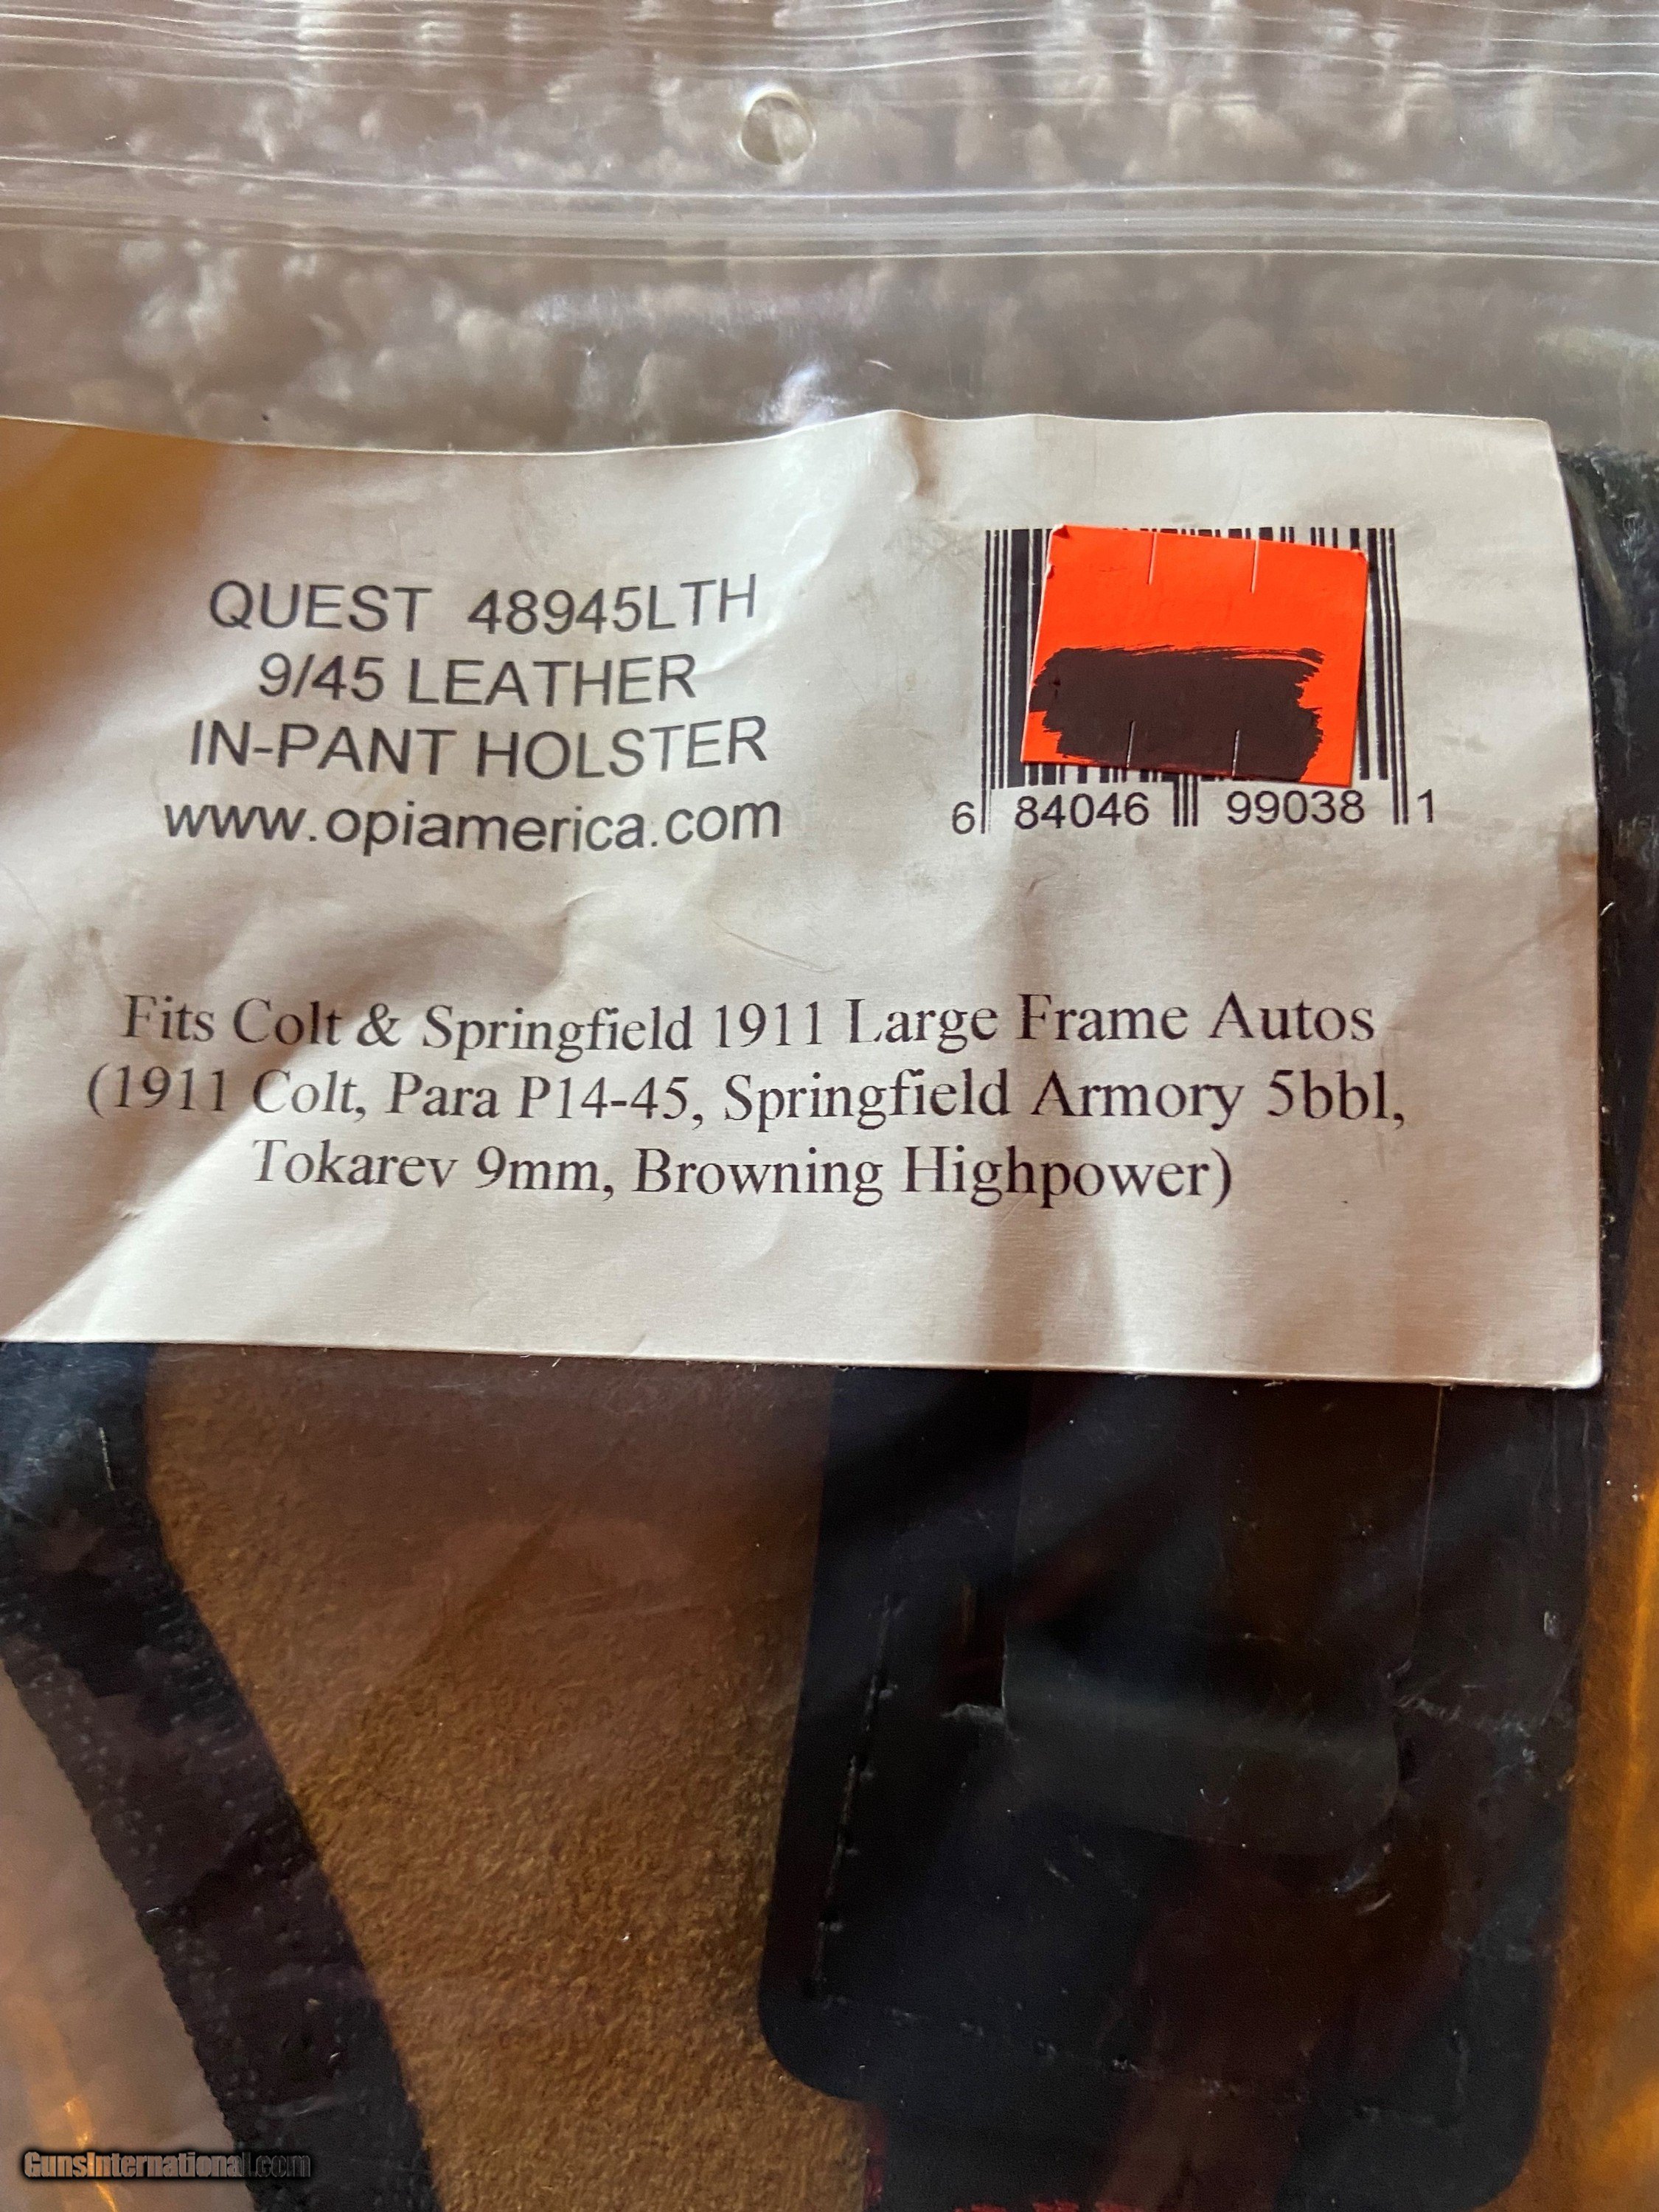 QUEST 48945LTH
9/45 LEATHER
IN-PANT HOLSTER
www.opiamerica.com
6 84046 99038 1
Fits Colt & Springfield 1911 Large Frame Autos
(1911 Colt, Para P14-45, Springfield Armory 5bbl,
Tokarev 9mm, Browning Highpower)
GunsInternational.com